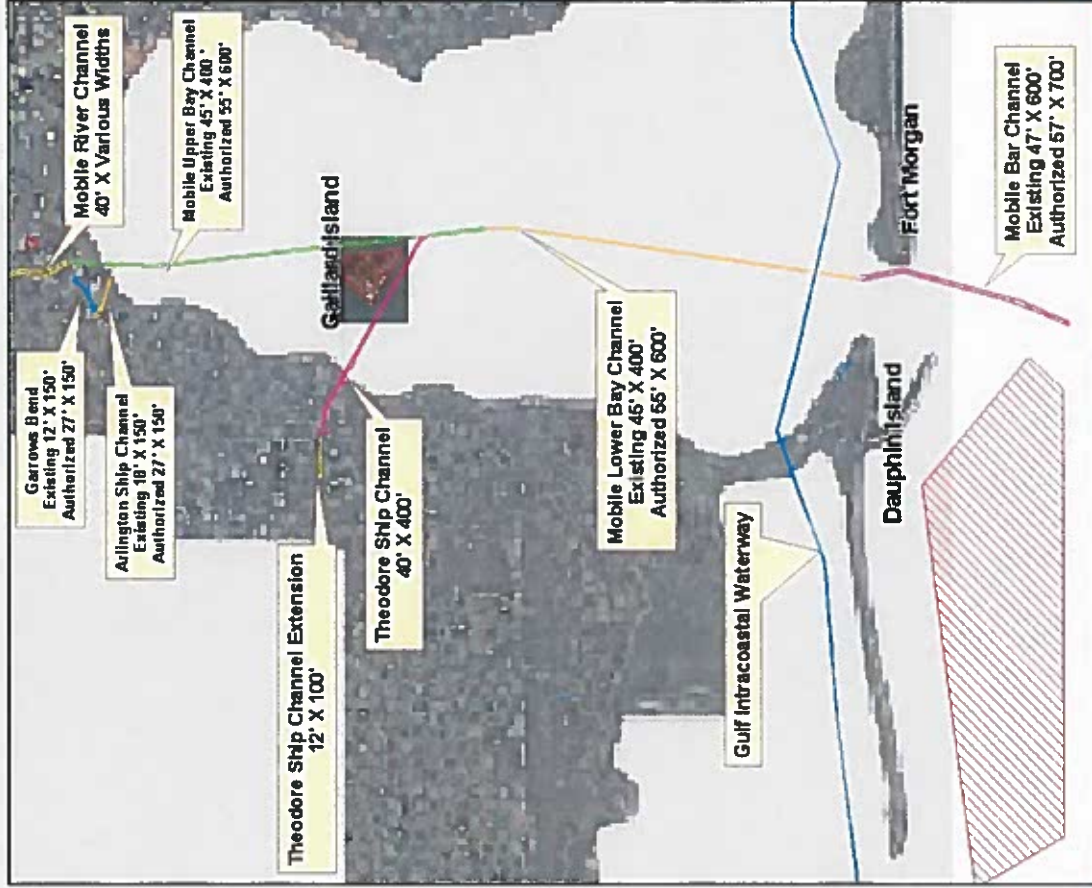 Garrows Bend
Existing 12' X 150'
Authorized 27' X 150'
Mobile River Channel
40' X Various Widths
Arlington Ship Channel
Existing 18' X 150'
Authorized 27' X 150'
Mobile Upper Bay Channel
Existing 45' X 400'
Authorized 55' X 600'
Island
Theodore Ship Channel Extension
12' X 100'
Theodore Ship Channel
40' X 400'
Mobile Lower Bay Channel
Existing 45' X 400'
Authorized 55' X 600'
Gulf Intracoastal Waterway
Dauphin Island
Fort Morgan
Mobile Bar Channel
Existing 47' X 600'
Authorized 57' X 700'